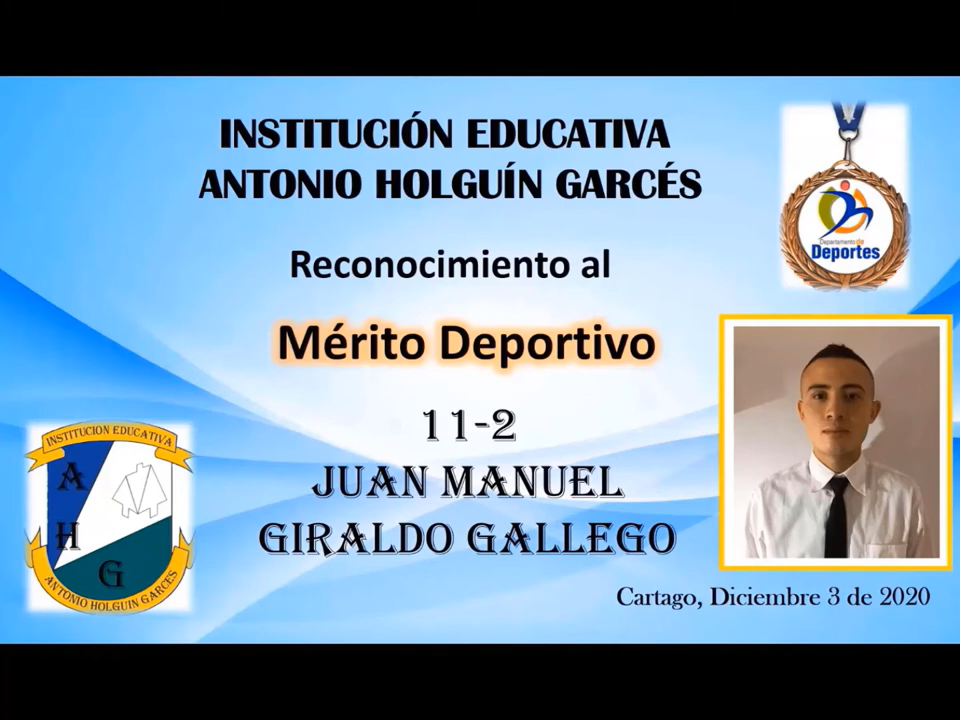 INSTITUCIÓN EDUCATIVA
ANTONIO HOLGUÍN GARCÉS
Reconocimiento al
Mérito Deportivo
11-2
JUAN MANUEL
GIRALDO GALLEGO
Cartago, Diciembre 3 de 2020
Departamento de
Deportes
INSTITUCION EDUCATIVA
A
H
G
ANTONIO HOLGUIN GARCES